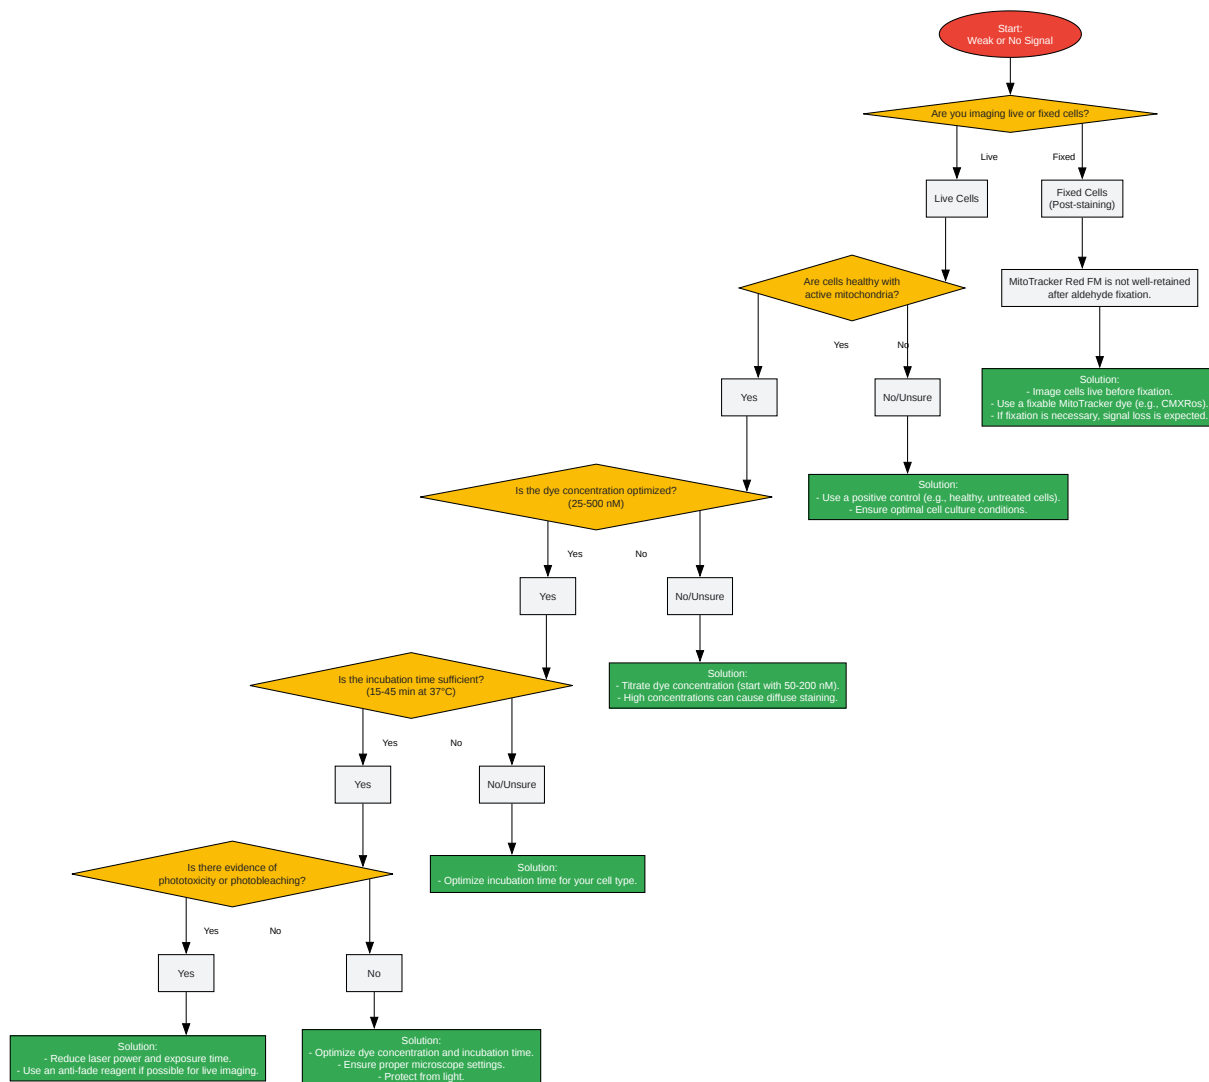 Start:
Weak or No Signal
Are you imaging live or fixed cells?
Live
Fixed
Live Cells
Fixed Cells
(Post-staining)
Are cells healthy with
active mitochondria?
MitoTracker Red FM is not well-retained
after aldehyde fixation.
Yes
No
Yes
No/Unsure
Solution:
- Image cells live before fixation.
- Use a fixable MitoTracker dye (e.g., CMXRos).
- If fixation is necessary, signal loss is expected.
Is the dye concentration optimized?
(25-500 nM)
Solution:
- Use a positive control (e.g., healthy, untreated cells).
- Ensure optimal cell culture conditions.
Yes
No
Yes
No/Unsure
Is the incubation time sufficient?
(15-45 min at 37°C)
Solution:
- Titrate dye concentration (start with 50-200 nM).
- High concentrations can cause diffuse staining.
Yes
No
Yes
No/Unsure
Is there evidence of
phototoxicity or photobleaching?
Solution:
- Optimize incubation time for your cell type.
Yes
No
Yes
No
Solution:
- Reduce laser power and exposure time.
- Use an anti-fade reagent if possible for live imaging.
Solution:
- Optimize dye concentration and incubation time.
- Ensure proper microscope settings.
- Protect from light.